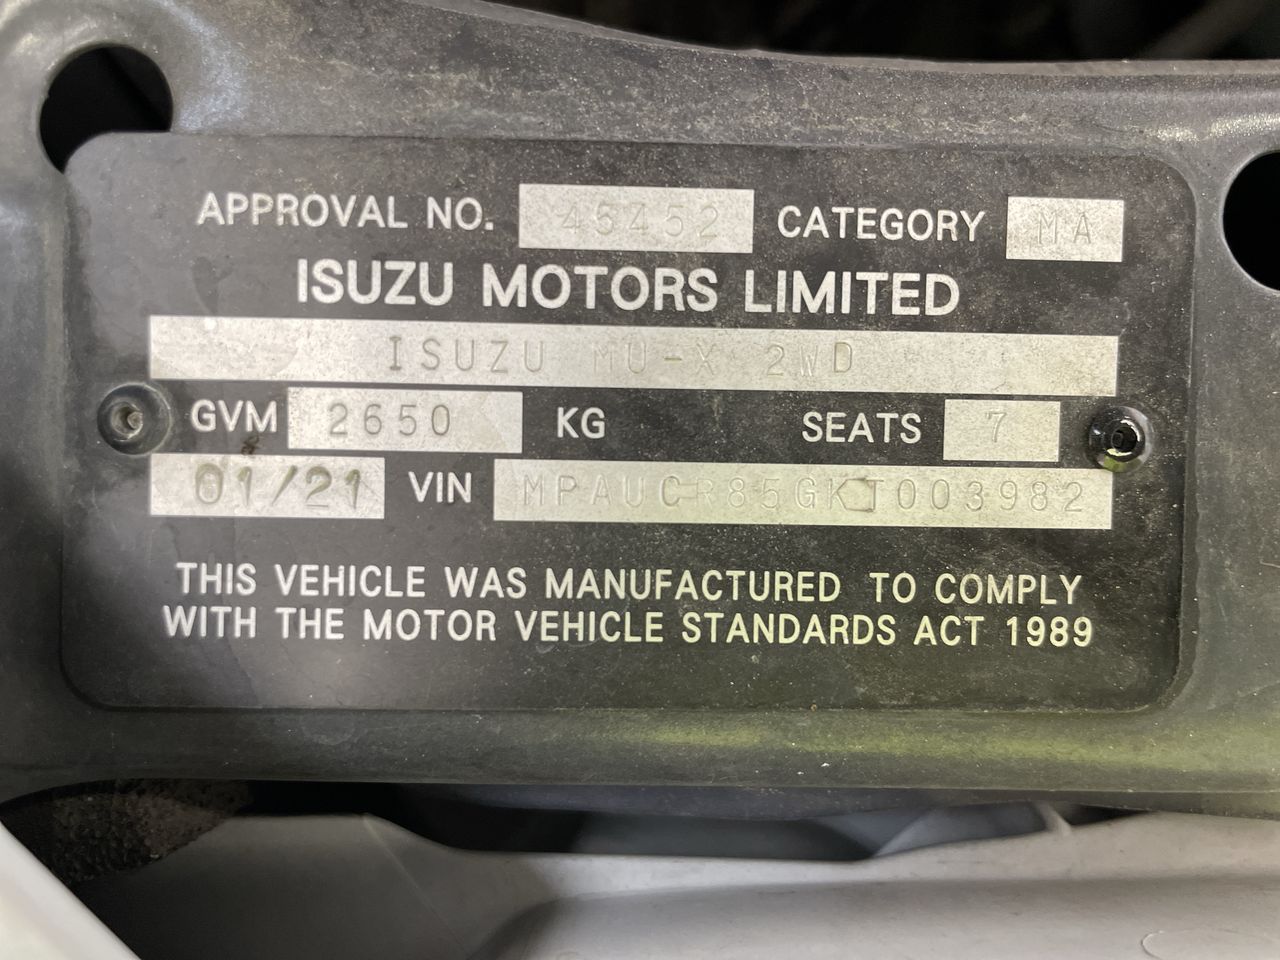 APPROVAL NO. 46452 CATEGORY MA
ISUZU MOTORS LIMITED
ISUZU MU-X 2WD
GVM 2650 KG SEATS 7
01/21 VIN MPAUCR85GKT003982
THIS VEHICLE WAS MANUFACTURED TO COMPLY
WITH THE MOTOR VEHICLE STANDARDS ACT 1989